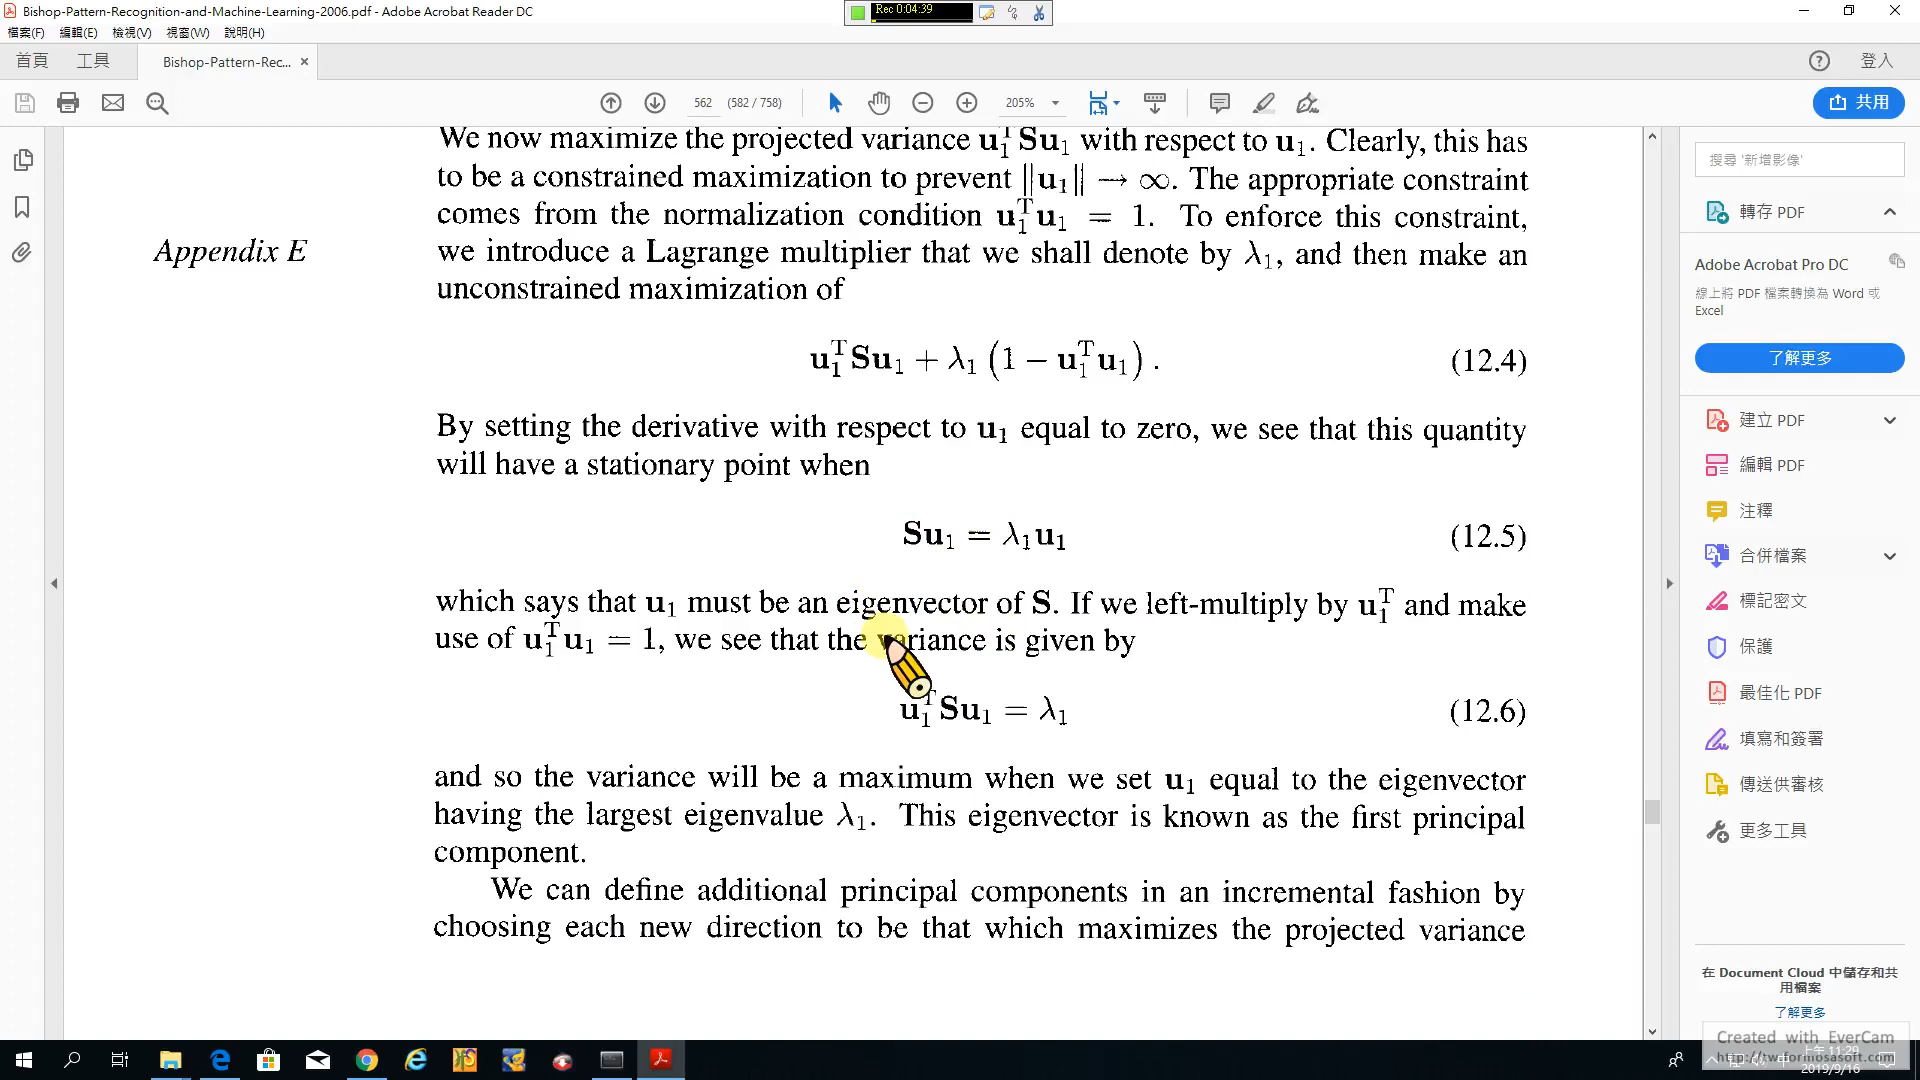 Bishop-Pattern-Recognition-and-Machine-Learning-2006.pdf - Adobe Acrobat Reader DC
Rec 0:04:39
檔案(F) 編輯(E) 檢視(V) 視窗(W) 說明(H)
首頁 工具 Bishop-Pattern-Rec... × 登入
562 (582 / 758) 205% 共用
We now maximize the projected variance u₁ᵀSu₁ with respect to u₁. Clearly, this has
to be a constrained maximization to prevent ‖u₁‖ → ∞. The appropriate constraint
comes from the normalization condition u₁ᵀu₁ = 1. To enforce this constraint,
Appendix E we introduce a Lagrange multiplier that we shall denote by λ₁, and then make an
unconstrained maximization of
u₁ᵀSu₁ + λ₁ (1 − u₁ᵀu₁) . (12.4)
By setting the derivative with respect to u₁ equal to zero, we see that this quantity
will have a stationary point when
Su₁ = λ₁u₁ (12.5)
which says that u₁ must be an eigenvector of S. If we left-multiply by u₁ᵀ and make
use of u₁ᵀu₁ = 1, we see that the variance is given by
u₁ᵀSu₁ = λ₁ (12.6)
and so the variance will be a maximum when we set u₁ equal to the eigenvector
having the largest eigenvalue λ₁. This eigenvector is known as the first principal
component.
We can define additional principal components in an incremental fashion by
choosing each new direction to be that which maximizes the projected variance
搜尋 '新增影像'
轉存 PDF
Adobe Acrobat Pro DC
線上將 PDF 檔案轉換為 Word 或
Excel
了解更多
建立 PDF
編輯 PDF
注釋
合併檔案
標記密文
保護
最佳化 PDF
填寫和簽署
傳送供審核
更多工具
在 Document Cloud 中儲存和共
用檔案
了解更多
Created with EverCam
http://tw.formosasoft.com
上午 11:29
2019/9/16